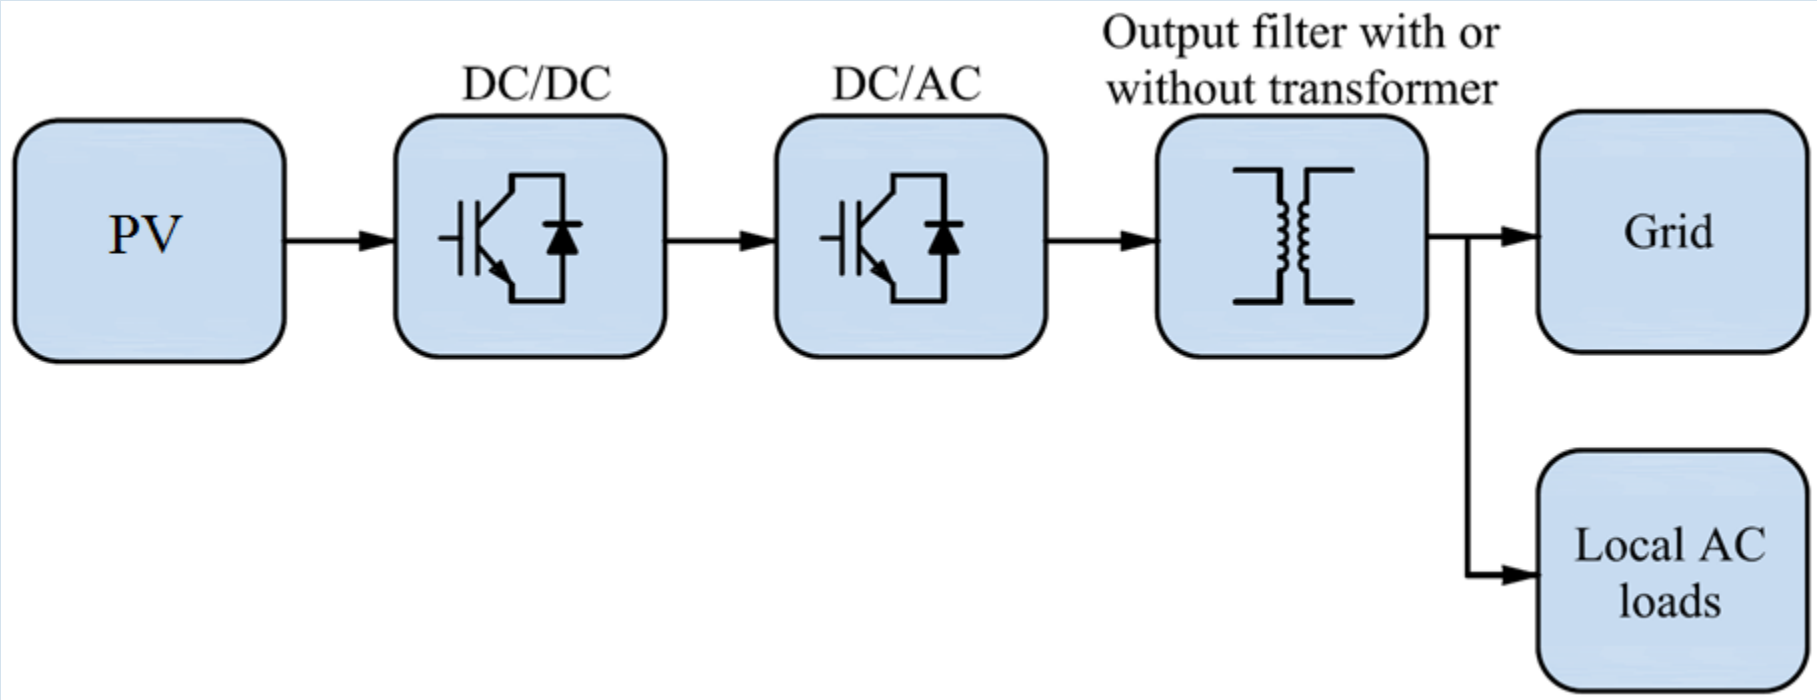 Output filter with or
without transformer
DC/DC
DC/AC
PV
Grid
Local AC
loads